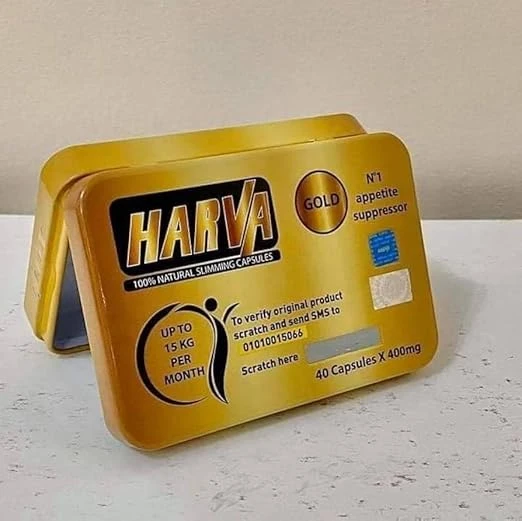 HARVA
100% NATURAL SLIMMING CAPSULES
GOLD
N°1
appetite
suppressor
UP TO
15 KG
PER
MONTH
To verify original product
scratch and send SMS to
01010015066
Scratch here
40 Capsules X 400mg